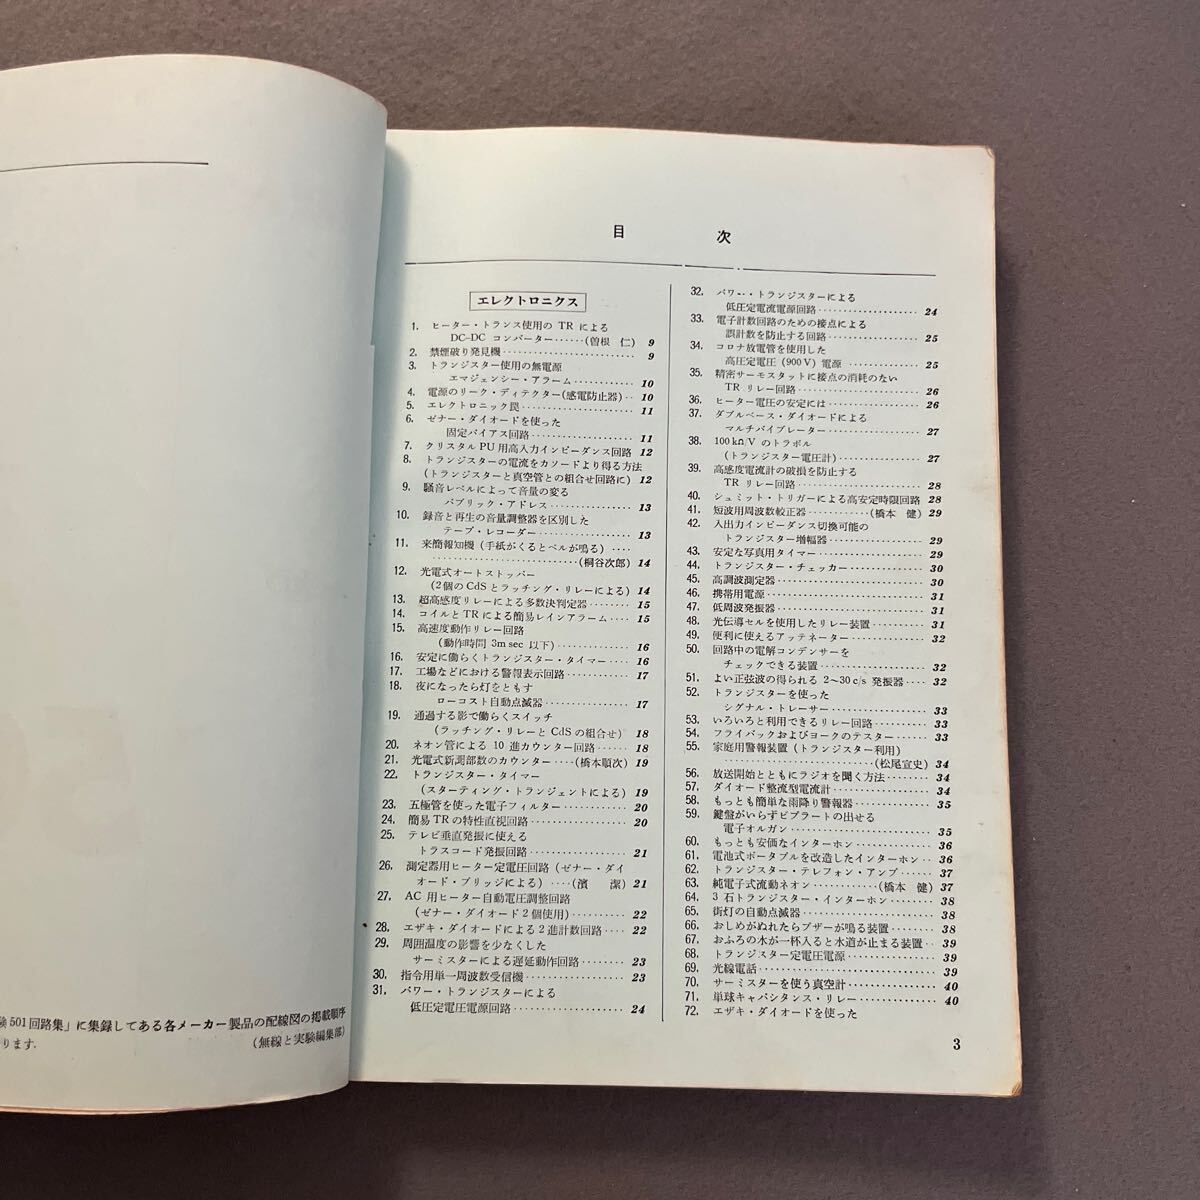 験501回路集」に集録してある各メーカー製品の配線図の掲載順序
ります.
(無線と実験編集部)
目次
エレクトロニクス
1. ヒーター・トランス使用の TR による
DC-DC コンバーター……(曽根 仁) 9
2. 禁煙破り発見機………………… 9
3. トランジスター使用の無電源
エマジェンシー・アラーム………… 10
4. 電源のリーク・ディテクター(感電防止器)‥ 10
5. エレクトロニック罠……………… 11
6. ゼナー・ダイオードを使った
固定バイアス回路……………… 11
7. クリスタルPU用高入力インピーダンス回路 12
8. トランジスターの電流をカソードより得る方法
(トランジスターと真空管との組合せ回路に) 12
9. 騒音レベルによって音量の変る
パブリック・アドレス…………… 13
10. 録音と再生の音量調整器を区別した
テープ・レコーダー…………… 13
11. 来簡報知機(手紙がくるとベルが鳴る)‥‥
……………………(桐谷次郎) 14
12. 光電式オートストッパー
(2個のCdSとラッチング・リレーによる) 14
13. 超高感度リレーによる多数決判定器……… 15
14. コイルとTRによる簡易レインアラーム‥‥ 15
15. 高速度動作リレー回路
(動作時間 3m sec 以下)………… 16
16. 安定に働らくトランジスター・タイマー…… 16
17. 工場などにおける警報表示回路……… 17
18. 夜になったら灯をともす
ローコスト自動点滅器………… 17
19. 通過する影で働らくスイッチ
(ラッチング・リレーとCdSの組合せ) 18
20. ネオン管による 10 進カウンター回路…… 18
21. 光電式新調部数のカウンター‥‥(橋本順次) 19
22. トランジスター・タイマー
(スターティング・トランジェントによる) 19
23. 五極管を使った電子フィルター………… 20
24. 簡易TRの特性直視回路……………… 20
25. テレビ垂直発振に使える
トラスコード発振回路………… 21
26. 測定器用ヒーター定電圧回路(ゼナー・ダイ
オード・ブリッジによる)‥‥(濱 潔) 21
27. AC用ヒーター自動電圧調整回路
(ゼナー・ダイオード2個使用)……… 22
28. エザキ・ダイオードによる2進計数回路…… 22
29. 周囲温度の影響を少なくした
サーミスターによる遅延動作回路…… 23
30. 指令用単一周波数受信機…………… 23
31. パワー・トランジスターによる
低圧定電圧電源回路……………… 24
32. パワー・トランジスターによる
低圧定電流電源回路……………… 24
33. 電子計数回路のための接点による
誤計数を防止する回路………… 25
34. コロナ放電管を使用した
高圧定電圧(900V)電源 ………… 25
35. 精密サーモスタットに接点の消耗のない
TR リレー回路………………… 26
36. ヒーター電圧の安定には……………… 26
37. ダブルベース・ダイオードによる
マルチバイブレーター…………… 27
38. 100kΩ/V のトラボル
(トランジスター電圧計)………… 27
39. 高感度電流計の破損を防止する
TR リレー回路………………… 28
40. シュミット・トリガーによる高安定時限回路 28
41. 短波用周波数較正器…………(橋本 健) 29
42. 入出力インピーダンス切換可能の
トランジスター増幅器…………… 29
43. 安定な写真用タイマー………………… 29
44. トランジスター・チェッカー………… 30
45. 高調波測定器……………………… 30
46. 携帯用電源………………………… 31
47. 低周波発振器……………………… 31
48. 光伝導セルを使用したリレー装置……… 31
49. 便利に使えるアッテネーター………… 32
50. 回路中の電解コンデンサーを
チェックできる装置……………… 32
51. よい正弦波の得られる 2〜30c/s 発振器‥‥ 32
52. トランジスターを使った
シグナル・トレーサー…………… 33
53. いろいろと利用できるリレー回路……… 33
54. フライバックおよびヨークのテスター…… 33
55. 家庭用警報装置(トランジスター利用)
……………………(松尾宣史) 34
56. 放送開始とともにラジオを聞く方法…… 34
57. ダイオード整流型電流計……………… 34
58. もっとも簡単な雨降り警報器………… 35
59. 鍵盤がいらずビブラートの出せる
電子オルガン…………………… 35
60. もっとも安価なインターホン………… 36
61. 電池式ポータブルを改造したインターホン‥ 36
62. トランジスター・テレフォン・アンプ…… 37
63. 純電子式流動ネオン…………(橋本 健) 37
64. 3石トランジスター・インターホン…… 38
65. 街灯の自動点滅器…………………… 38
66. おしめがぬれたらブザーが鳴る装置…… 38
67. おふろの水が一杯入ると水道が止まる装置‥ 39
68. トランジスター定電圧電源…………… 39
69. 光線電話…………………………… 39
70. サーミスターを使う真空計…………… 40
71. 単球キャパシタンス・リレー………… 40
72. エザキ・ダイオードを使った
3